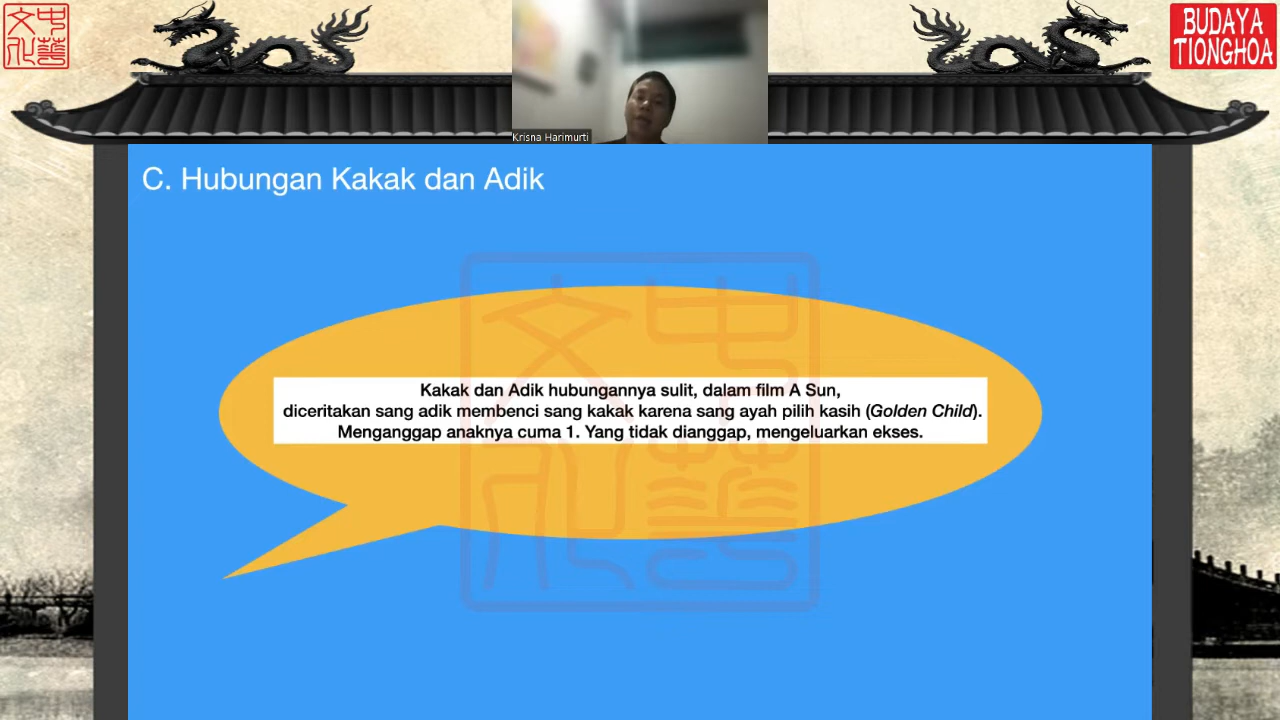 BUDAYA
TIONGHOA
Krisna Harimurti
C. Hubungan Kakak dan Adik
Kakak dan Adik hubungannya sulit, dalam film A Sun,
diceritakan sang adik membenci sang kakak karena sang ayah pilih kasih (Golden Child).
Menganggap anaknya cuma 1. Yang tidak dianggap, mengeluarkan ekses.